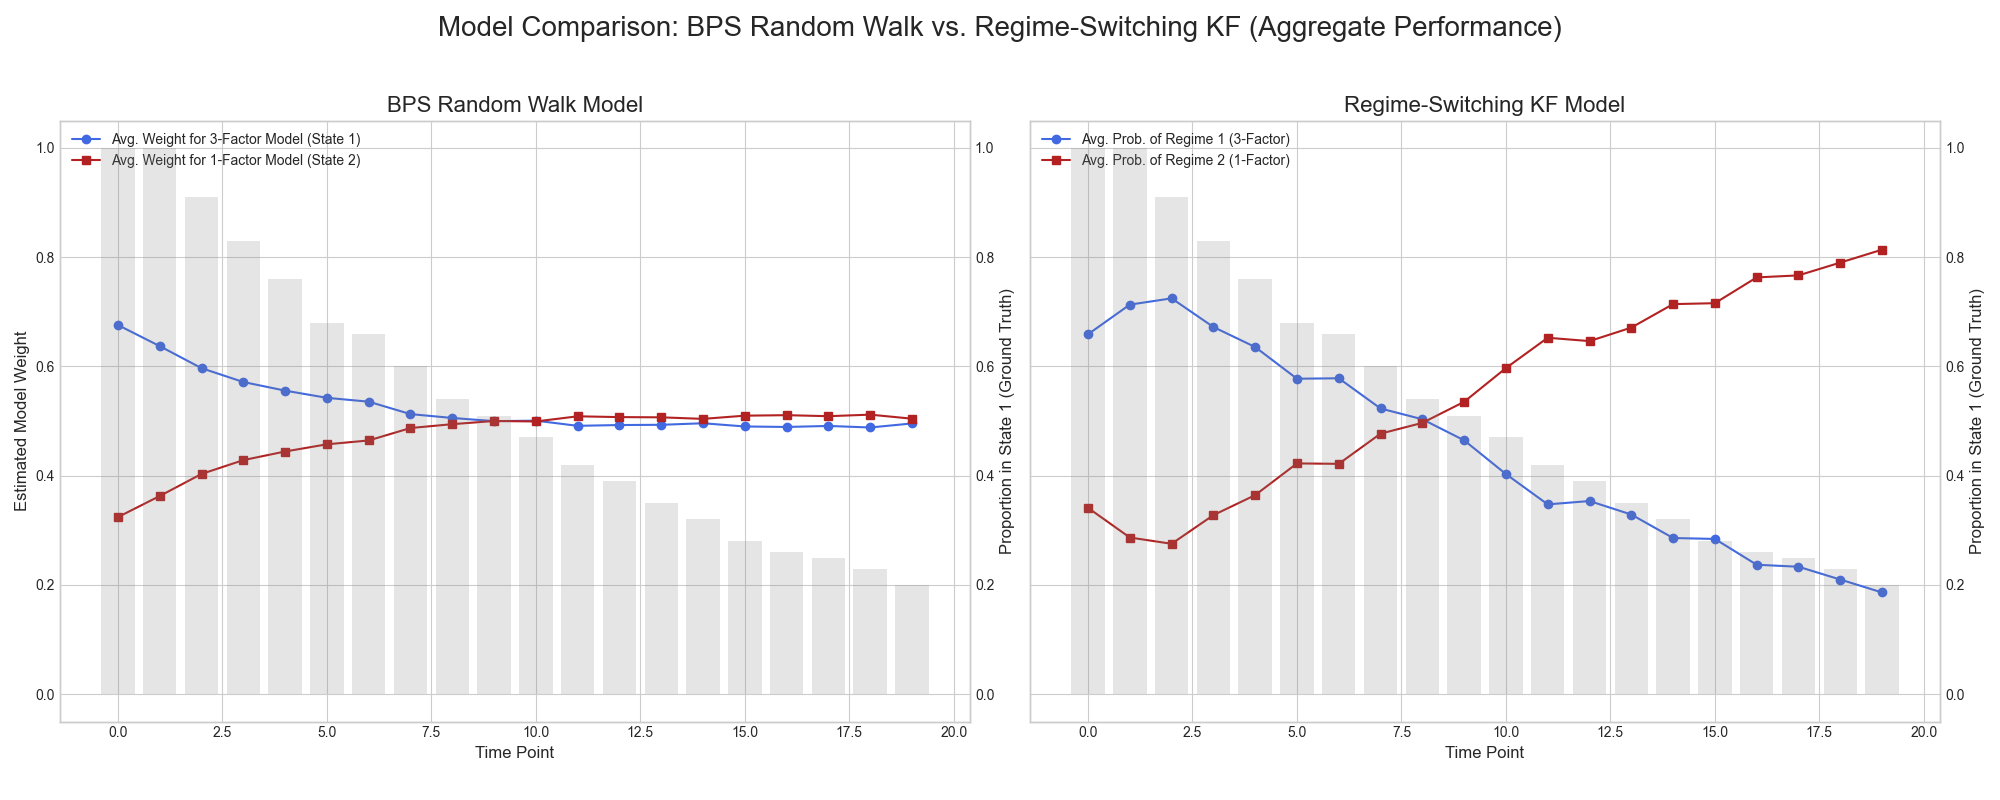 Model Comparison: BPS Random Walk vs. Regime-Switching KF (Aggregate Performance)
BPS Random Walk Model
Avg. Weight for 3-Factor Model (State 1)
Avg. Weight for 1-Factor Model (State 2)
Estimated Model Weight
1.0
0.8
0.6
0.4
0.2
0.0
1.0
0.8
0.6
0.4
0.2
0.0
Proportion in State 1 (Ground Truth)
0.0 2.5 5.0 7.5 10.0 12.5 15.0 17.5 20.0
Time Point
Regime-Switching KF Model
Avg. Prob. of Regime 1 (3-Factor)
Avg. Prob. of Regime 2 (1-Factor)
1.0
0.8
0.6
0.4
0.2
0.0
Proportion in State 1 (Ground Truth)
0.0 2.5 5.0 7.5 10.0 12.5 15.0 17.5 20.0
Time Point